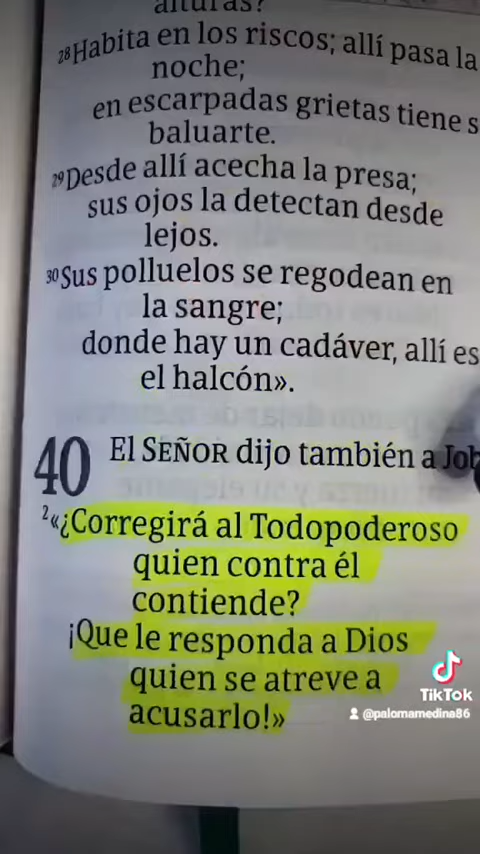 alturas?
²⁸Habita en los riscos; allí pasa la
noche;
en escarpadas grietas tiene s
baluarte.
²⁹Desde allí acecha la presa;
sus ojos la detectan desde
lejos.
³⁰Sus polluelos se regodean en
la sangre;
donde hay un cadáver, allí es
el halcón».
40 El SEÑOR dijo también a Job
²«¿Corregirá al Todopoderoso
quien contra él
contiende?
¡Que le responda a Dios
quien se atreve a
acusarlo!»
TikTok
@palomamedina86